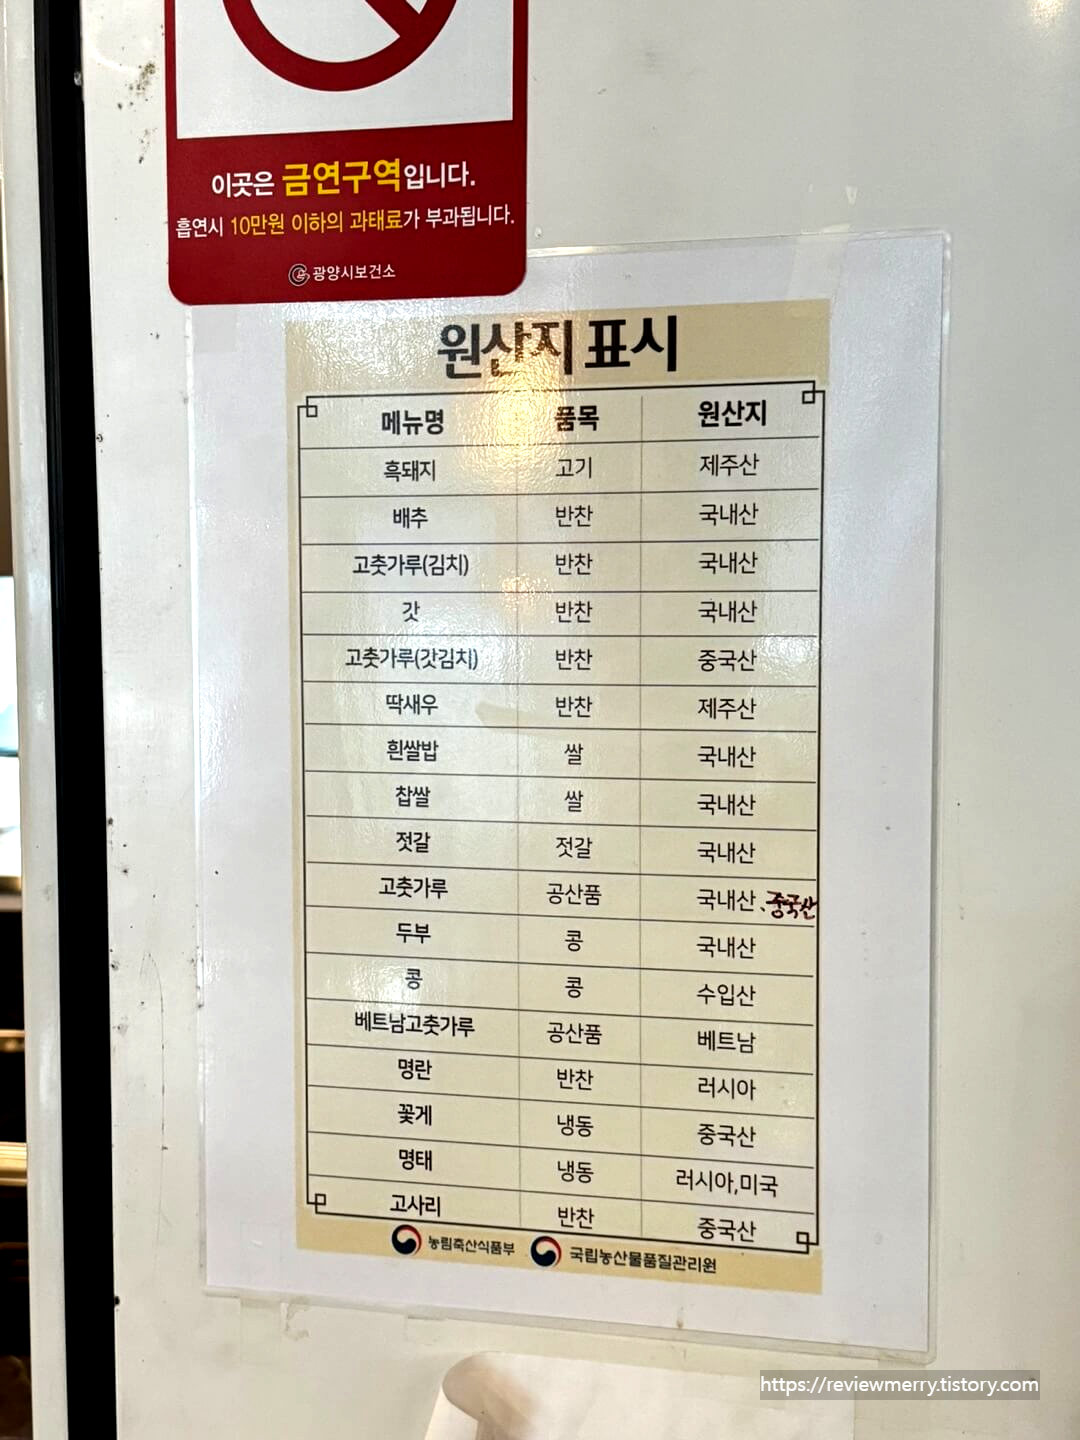 이곳은 금연구역입니다.
흡연시 10만원 이하의 과태료가 부과됩니다.
광양시보건소
원산지 표시
메뉴명 품목 원산지
흑돼지 고기 제주산
배추 반찬 국내산
고춧가루(김치) 반찬 국내산
갓 반찬 국내산
고춧가루(갓김치) 반찬 중국산
딱새우 반찬 제주산
흰쌀밥 쌀 국내산
찹쌀 쌀 국내산
젓갈 젓갈 국내산
고춧가루 공산품 국내산、중국산
두부 콩 국내산
콩 콩 수입산
베트남고춧가루 공산품 베트남
명란 반찬 러시아
꽃게 냉동 중국산
명태 냉동 러시아,미국
고사리 반찬 중국산
농림축산식품부 국립농산물품질관리원
https://reviewmerry.tistory.com